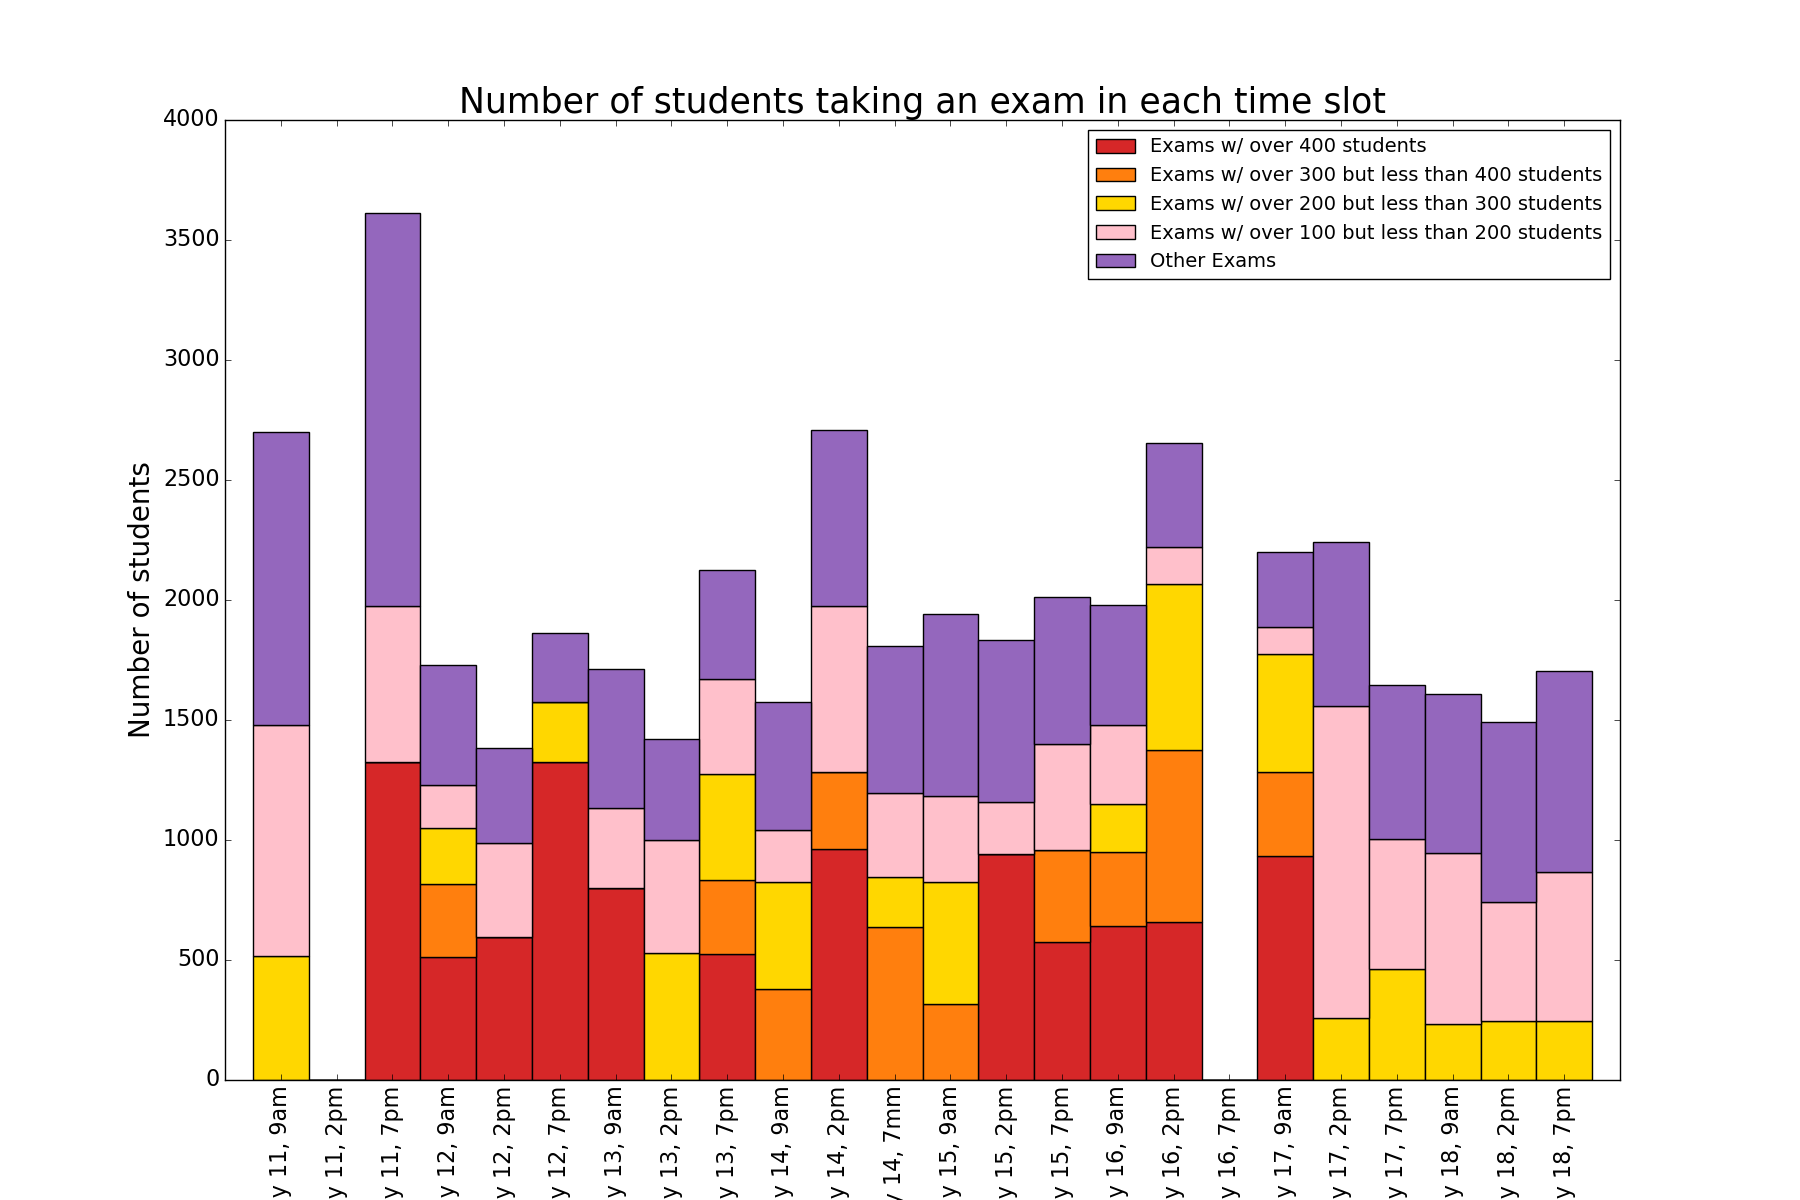 Number of students taking an exam in each time slot
4000
3500
3000
2500
2000
1500
1000
500
0
Number of students
Exams w/ over 400 students
Exams w/ over 300 but less than 400 students
Exams w/ over 200 but less than 300 students
Exams w/ over 100 but less than 200 students
Other Exams
y 11, 9am
y 11, 2pm
y 11, 7pm
y 12, 9am
y 12, 2pm
y 12, 7pm
y 13, 9am
y 13, 2pm
y 13, 7pm
y 14, 9am
y 14, 2pm
y 14, 7mm
y 15, 9am
y 15, 2pm
y 15, 7pm
y 16, 9am
y 16, 2pm
y 16, 7pm
y 17, 9am
y 17, 2pm
y 17, 7pm
y 18, 9am
y 18, 2pm
y 18, 7pm